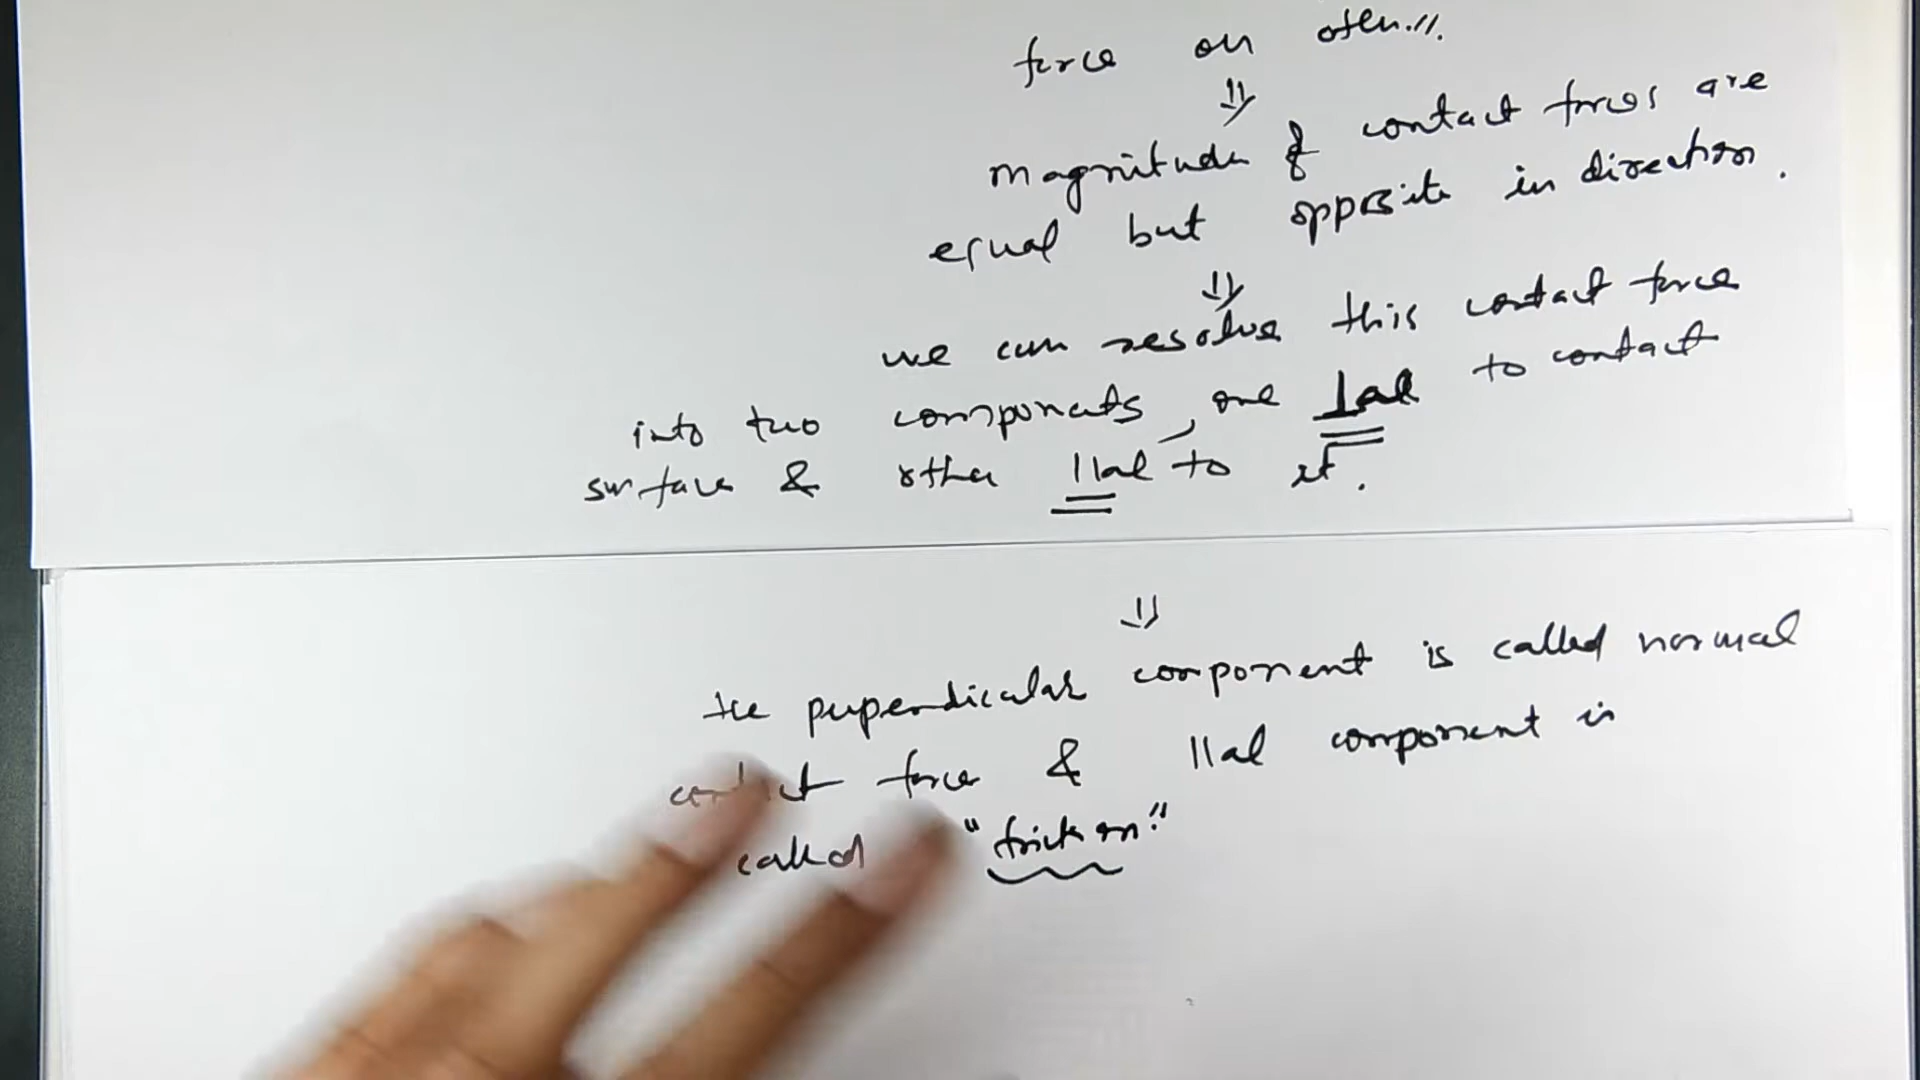 force on other.
⇓
magnitude of contact forces are
equal but opposite in direction.
⇓
we can resolve this contact force
into two components, one ⊥al to contact
surface & other ||al to it.
⇓
the perpendicular component is called normal
contact force & ||al component is
called "friction"